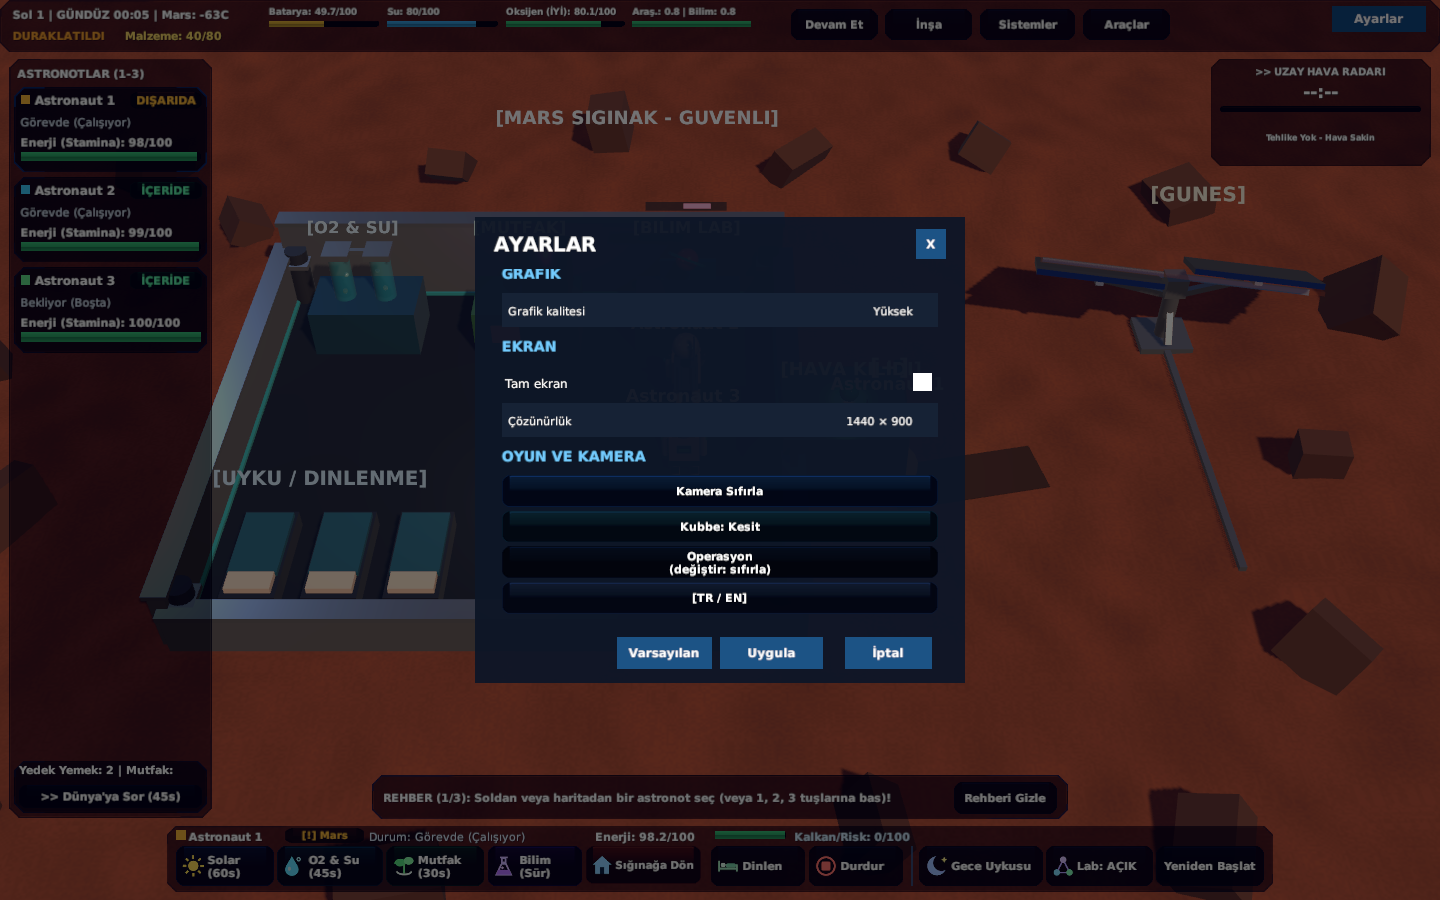 Sol 1 | GÜNDÜZ 00:05 | Mars: -63C
DURAKLATILDI Malzeme: 40/80
Batarya: 49.7/100
Su: 80/100
Oksijen (İYİ): 80.1/100
Araş.: 0.8 | Bilim: 0.8
Devam Et
İnşa
Sistemler
Araçlar
Ayarlar
ASTRONOTLAR (1-3)
Astronaut 1 DIŞARIDA
Görevde (Çalışıyor)
Enerji (Stamina): 98/100
Astronaut 2 İÇERİDE
Görevde (Çalışıyor)
Enerji (Stamina): 99/100
Astronaut 3 İÇERİDE
Bekliyor (Boşta)
Enerji (Stamina): 100/100
>> UZAY HAVA RADARI
--:--
Tehlike Yok - Hava Sakin
[MARS SIGINAK - GUVENLI]
[GUNES]
[O2 & SU]
[MUTFAK]
[BILIM LAB]
AYARLAR
X
GRAFIK
Grafik kalitesi Yüksek
EKRAN
Tam ekran
Astronaut 3
Çözünürlük 1440 × 900
OYUN VE KAMERA
[UYKU / DINLENME]
Kamera Sıfırla
Kubbe: Kesit
Operasyon
(değiştir: sıfırla)
[TR / EN]
Varsayılan
Uygula
İptal
Yedek Yemek: 2 | Mutfak:
>> Dünya'ya Sor (45s)
REHBER (1/3): Soldan veya haritadan bir astronot seç (veya 1, 2, 3 tuşlarına bas)!
Rehberi Gizle
Astronaut 1 [!] Mars Durum: Görevde (Çalışıyor) Enerji: 98.2/100 Kalkan/Risk: 0/100
Solar
(60s)
O2 & Su
(45s)
Mutfak
(30s)
Bilim
(Sür)
Sığınağa Dön
Dinlen
Durdur
Gece Uykusu
Lab: AÇIK
Yeniden Başlat